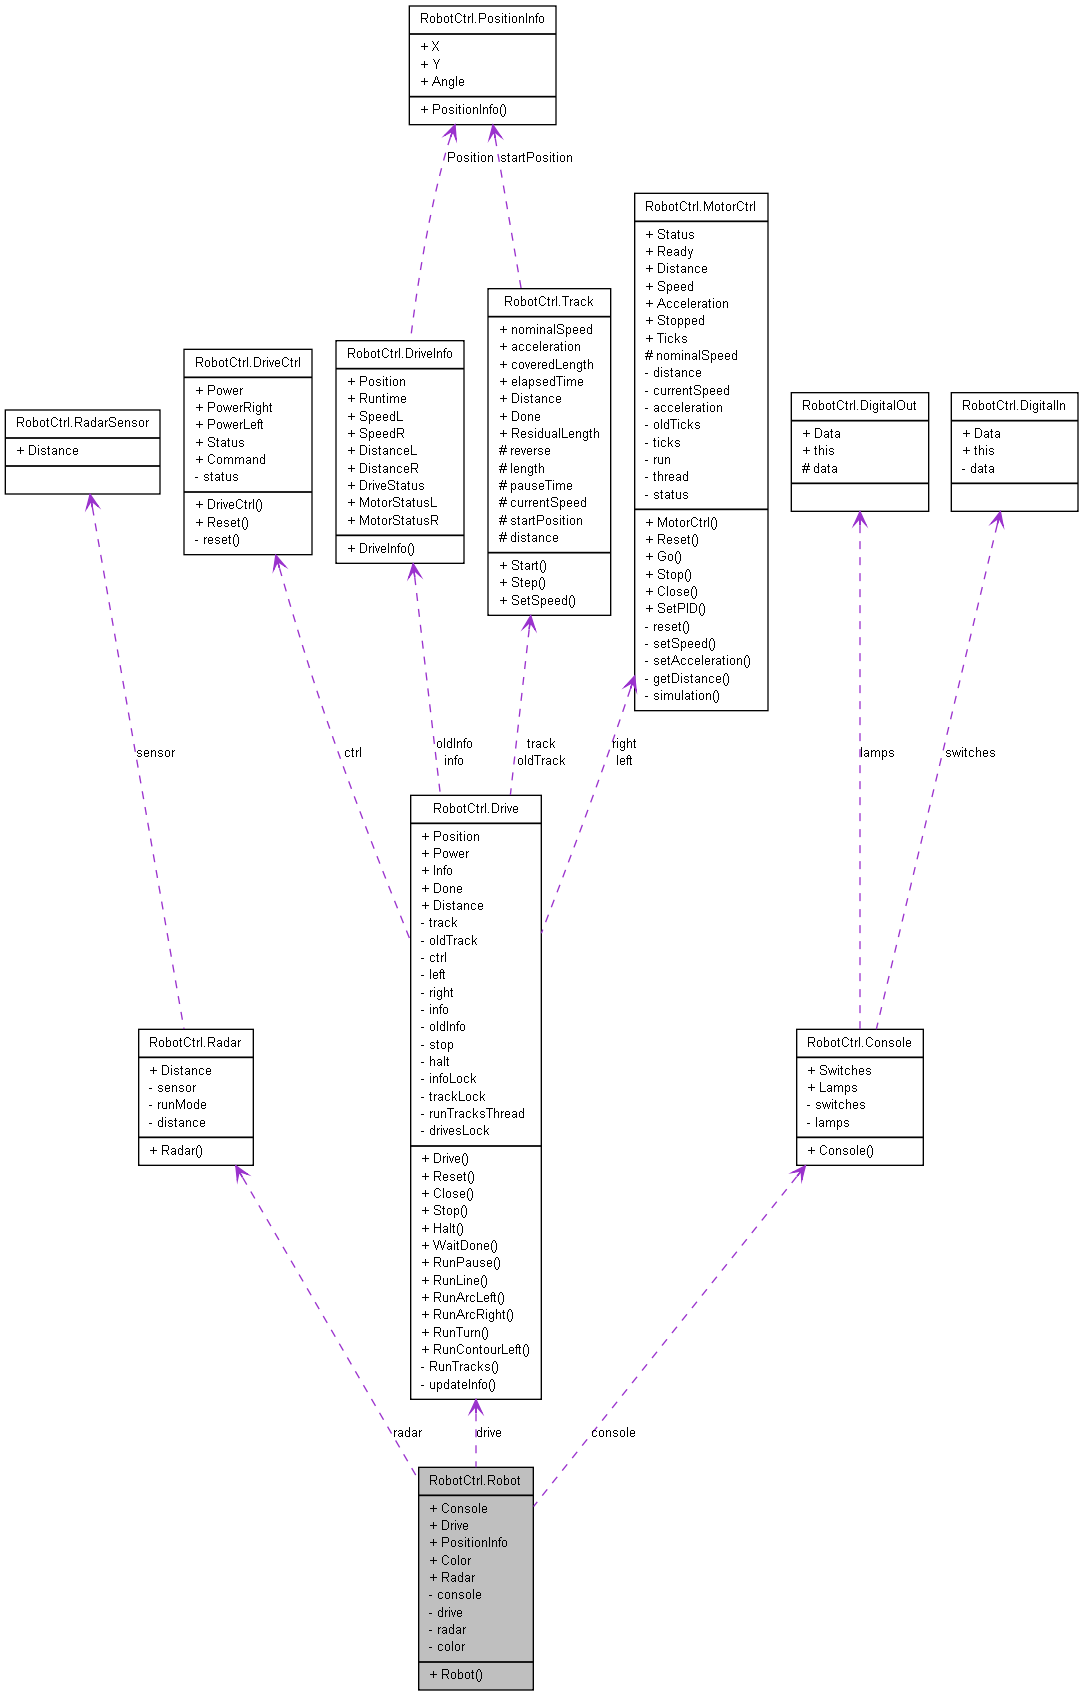 RobotCtrl.PositionInfo
+ X
+ Y
+ Angle
+ PositionInfo()
Position
startPosition
RobotCtrl.MotorCtrl
+ Status
+ Ready
+ Distance
+ Speed
+ Acceleration
+ Stopped
+ Ticks
# nominalSpeed
- distance
- currentSpeed
- acceleration
- oldTicks
- ticks
- run
- thread
- status
+ MotorCtrl()
+ Reset()
+ Go()
+ Stop()
+ Close()
+ SetPID()
- reset()
- setSpeed()
- setAcceleration()
- getDistance()
- simulation()
RobotCtrl.Track
+ nominalSpeed
+ acceleration
+ coveredLength
+ elapsedTime
+ Distance
+ Done
+ ResidualLength
# reverse
# length
# pauseTime
# currentSpeed
# startPosition
# distance
+ Start()
+ Step()
+ SetSpeed()
RobotCtrl.DriveInfo
+ Position
+ Runtime
+ SpeedL
+ SpeedR
+ DistanceL
+ DistanceR
+ DriveStatus
+ MotorStatusL
+ MotorStatusR
+ DriveInfo()
RobotCtrl.DriveCtrl
+ Power
+ PowerRight
+ PowerLeft
+ Status
+ Command
- status
+ DriveCtrl()
+ Reset()
- reset()
RobotCtrl.RadarSensor
+ Distance
RobotCtrl.DigitalOut
+ Data
+ this
# data
RobotCtrl.DigitalIn
+ Data
+ this
- data
sensor
ctrl
oldInfo
info
track
oldTrack
right
left
lamps
switches
RobotCtrl.Drive
+ Position
+ Power
+ Info
+ Done
+ Distance
- track
- oldTrack
- ctrl
- left
- right
- info
- oldInfo
- stop
- halt
- infoLock
- trackLock
- runTracksThread
- drivesLock
+ Drive()
+ Reset()
+ Close()
+ Stop()
+ Halt()
+ WaitDone()
+ RunPause()
+ RunLine()
+ RunArcLeft()
+ RunArcRight()
+ RunTurn()
+ RunContourLeft()
- RunTracks()
- updateInfo()
RobotCtrl.Radar
+ Distance
- sensor
- runMode
- distance
+ Radar()
RobotCtrl.Console
+ Switches
+ Lamps
- switches
- lamps
+ Console()
radar
drive
console
RobotCtrl.Robot
+ Console
+ Drive
+ PositionInfo
+ Color
+ Radar
- console
- drive
- radar
- color
+ Robot()